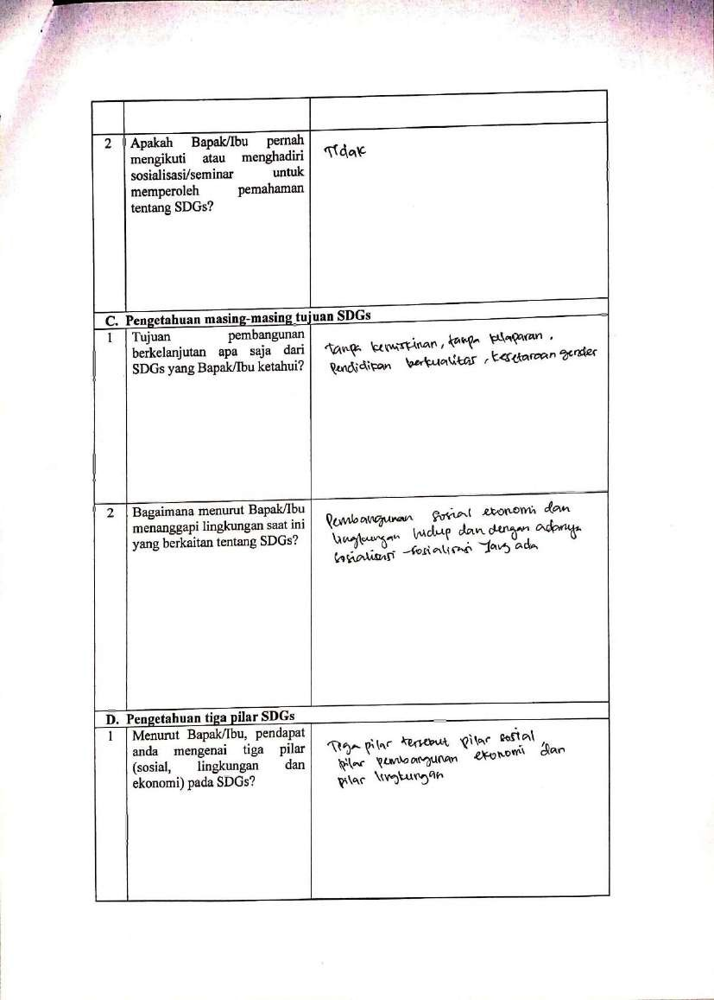 2 Apakah Bapak/Ibu pernah
mengikuti atau menghadiri
sosialisasi/seminar untuk
memperoleh pemahaman
tentang SDGs?
Tidak
C. Pengetahuan masing-masing tujuan SDGs
1 Tujuan pembangunan
berkelanjutan apa saja dari
SDGs yang Bapak/Ibu ketahui?
tanpa kemiskinan, tanpa kelaparan.
Pendidikan berkualitas, kesetaraan gender
2 Bagaimana menurut Bapak/Ibu
menanggapi lingkungan saat ini
yang berkaitan tentang SDGs?
Pembangunan sosial ekonomi dan
lingkungan hidup dan dengan adanya
sosialisasi-sosialisasi yang ada
D. Pengetahuan tiga pilar SDGs
1 Menurut Bapak/Ibu, pendapat
anda mengenai tiga pilar
(sosial, lingkungan dan
ekonomi) pada SDGs?
Tiga pilar tersebut pilar sosial,
pilar pembangunan ekonomi dan
pilar lingkungan